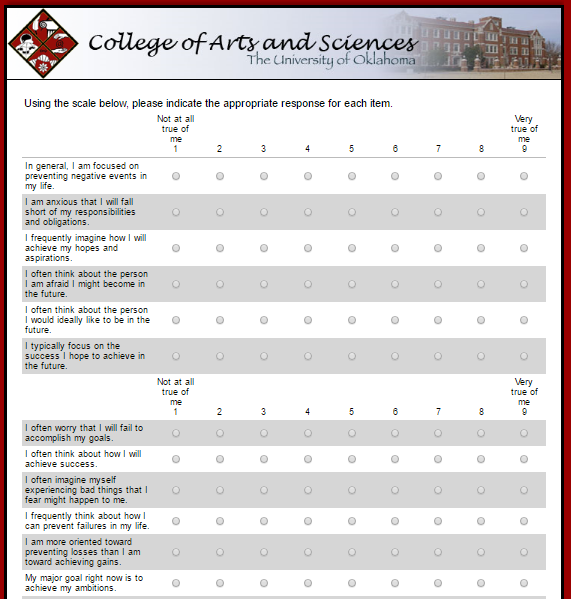 College of Arts and Sciences
The University of Oklahoma
Using the scale below, please indicate the appropriate response for each item.
Not at all
true of
me
1 2 3 4 5 6 7 8
Very
true of
me
9
In general, I am focused on
preventing negative events in
my life.
I am anxious that I will fall
short of my responsibilities
and obligations.
I frequently imagine how I will
achieve my hopes and
aspirations.
I often think about the person
I am afraid I might become in
the future.
I often think about the person
I would ideally like to be in the
future.
I typically focus on the
success I hope to achieve in
the future.
Not at all
true of
me
1 2 3 4 5 6 7 8
Very
true of
me
9
I often worry that I will fail to
accomplish my goals.
I often think about how I will
achieve success.
I often imagine myself
experiencing bad things that I
fear might happen to me.
I frequently think about how I
can prevent failures in my life.
I am more oriented toward
preventing losses than I am
toward achieving gains.
My major goal right now is to
achieve my ambitions.